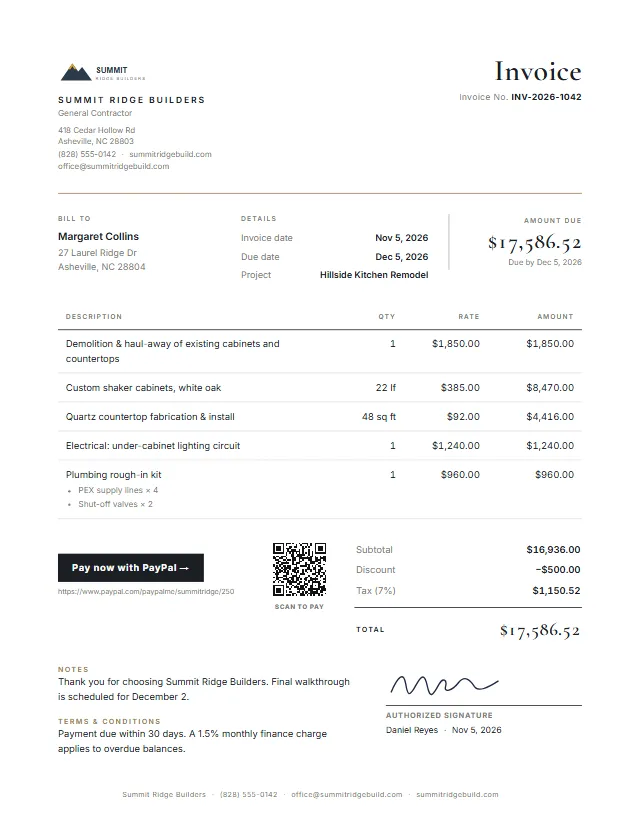 SUMMIT
RIDGE BUILDERS
Invoice
Invoice No. INV-2026-1042
SUMMIT RIDGE BUILDERS
General Contractor
418 Cedar Hollow Rd
Asheville, NC 28803
(828) 555-0142 · summitridgebuild.com
office@summitridgebuild.com
BILL TO
Margaret Collins
27 Laurel Ridge Dr
Asheville, NC 28804
DETAILS
Invoice date Nov 5, 2026
Due date Dec 5, 2026
Project Hillside Kitchen Remodel
AMOUNT DUE
$17,586.52
Due by Dec 5, 2026
DESCRIPTION QTY RATE AMOUNT
Demolition & haul-away of existing cabinets and 1 $1,850.00 $1,850.00
countertops
Custom shaker cabinets, white oak 22 lf $385.00 $8,470.00
Quartz countertop fabrication & install 48 sq ft $92.00 $4,416.00
Electrical: under-cabinet lighting circuit 1 $1,240.00 $1,240.00
Plumbing rough-in kit 1 $960.00 $960.00
• PEX supply lines × 4
• Shut-off valves × 2
Pay now with PayPal →
https://www.paypal.com/paypalme/summitridge/250
SCAN TO PAY
Subtotal $16,936.00
Discount −$500.00
Tax (7%) $1,150.52
TOTAL $17,586.52
NOTES
Thank you for choosing Summit Ridge Builders. Final walkthrough
is scheduled for December 2.
TERMS & CONDITIONS
Payment due within 30 days. A 1.5% monthly finance charge
applies to overdue balances.
AUTHORIZED SIGNATURE
Daniel Reyes · Nov 5, 2026
Summit Ridge Builders · (828) 555-0142 · office@summitridgebuild.com · summitridgebuild.com